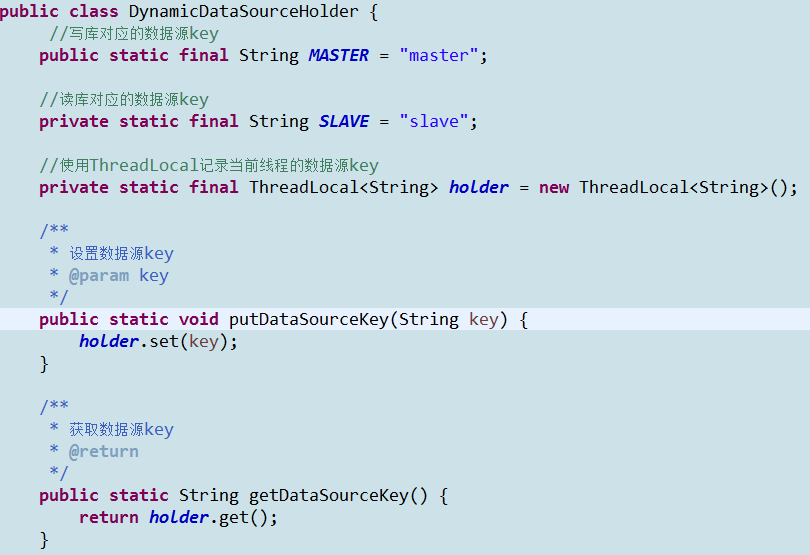 public class DynamicDataSourceHolder {
//写库对应的数据源key
public static final String MASTER = "master";
//读库对应的数据源key
private static final String SLAVE = "slave";
//使用ThreadLocal记录当前线程的数据源key
private static final ThreadLocal<String> holder = new ThreadLocal<String>();
/**
* 设置数据源key
* @param key
*/
public static void putDataSourceKey(String key) {
holder.set(key);
}
/**
* 获取数据源key
* @return
*/
public static String getDataSourceKey() {
return holder.get();
}